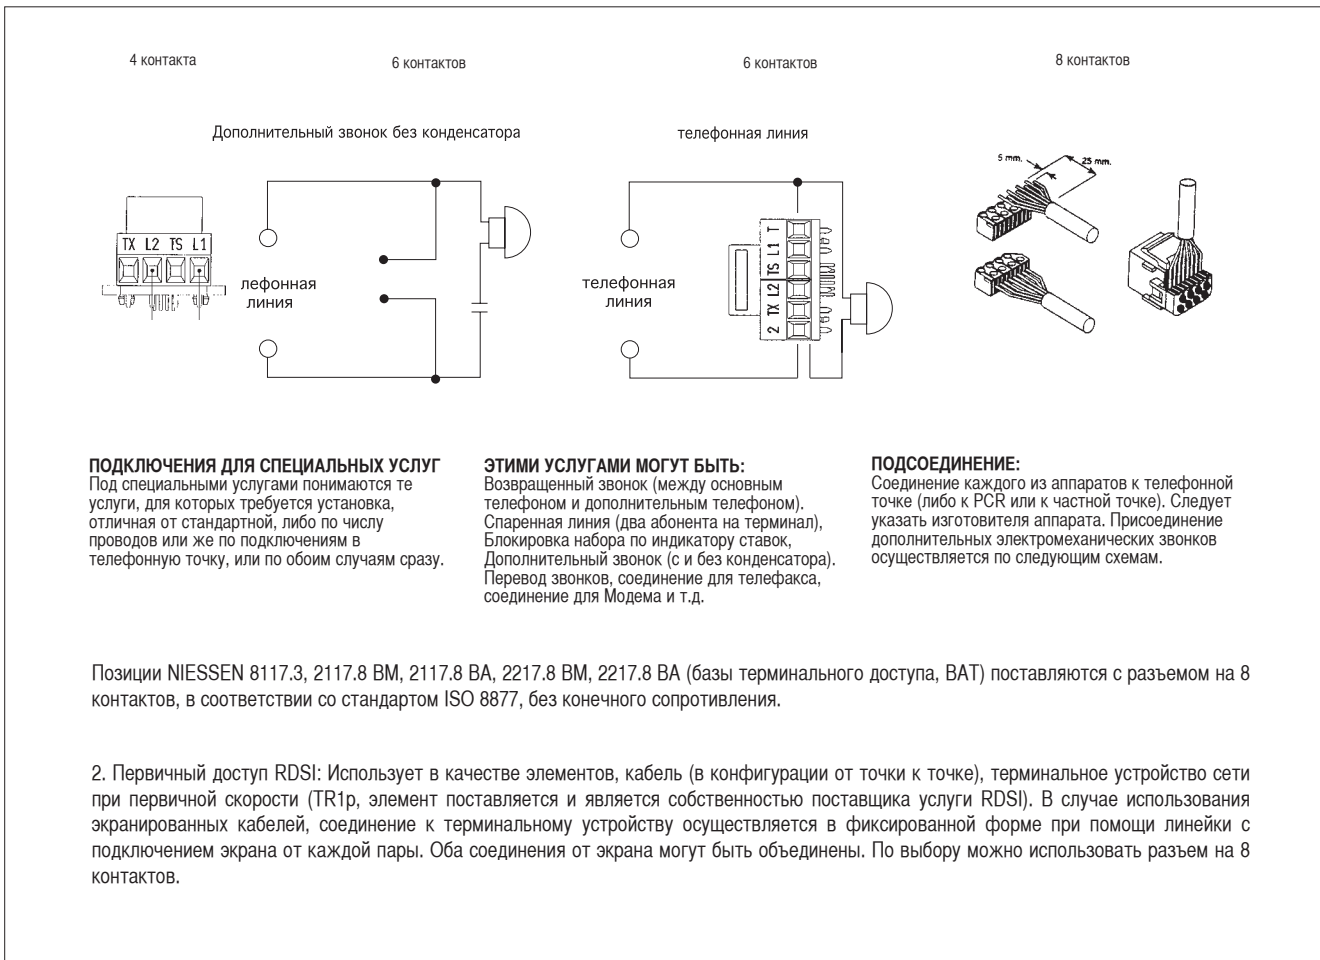 4 контакта
6 контактов
6 контактов
8 контактов
Дополнительный звонок без конденсатора
телефонная линия
5 mm.
25 mm.
TX L2 TS L1
лефонная
линия
телефонная
линия
2 TX L2 TS L1 T
ПОДКЛЮЧЕНИЯ ДЛЯ СПЕЦИАЛЬНЫХ УСЛУГ
Под специальными услугами понимаются те
услуги, для которых требуется установка,
отличная от стандартной, либо по числу
проводов или же по подключениям в
телефонную точку, или по обоим случаям сразу.
ЭТИМИ УСЛУГАМИ МОГУТ БЫТЬ:
Возвращенный звонок (между основным
телефоном и дополнительным телефоном).
Спаренная линия (два абонента на терминал),
Блокировка набора по индикатору ставок,
Дополнительный звонок (с и без конденсатора).
Перевод звонков, соединение для телефакса,
соединение для Модема и т.д.
ПОДСОЕДИНЕНИЕ:
Соединение каждого из аппаратов к телефонной
точке (либо к PCR или к частной точке). Следует
указать изготовителя аппарата. Присоединение
дополнительных электромеханических звонков
осуществляется по следующим схемам.
Позиции NIESSEN 8117.3, 2117.8 BM, 2117.8 BA, 2217.8 BM, 2217.8 BA (базы терминального доступа, BAT) поставляются с разъемом на 8
контактов, в соответствии со стандартом ISO 8877, без конечного сопротивления.
2. Первичный доступ RDSI: Использует в качестве элементов, кабель (в конфигурации от точки к точке), терминальное устройство сети
при первичной скорости (TR1p, элемент поставляется и является собственностью поставщика услуги RDSI). В случае использования
экранированных кабелей, соединение к терминальному устройству осуществляется в фиксированной форме при помощи линейки с
подключением экрана от каждой пары. Оба соединения от экрана могут быть объединены. По выбору можно использовать разъем на 8
контактов.